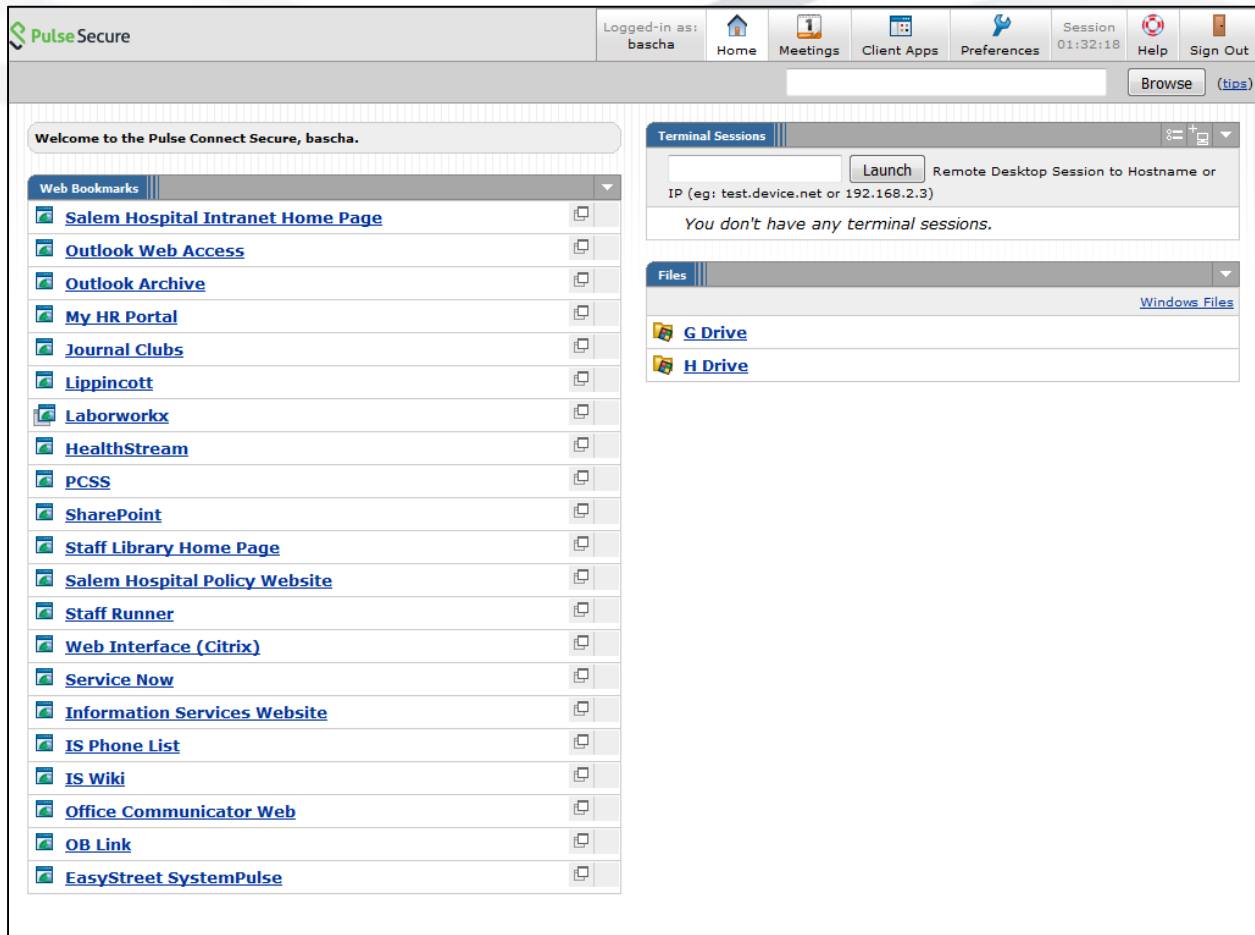 Pulse Secure
Logged-in as:
bascha
Home
1
Meetings
Client Apps
Preferences
Session
01:32:18
Help
Sign Out
Browse
(tips)
Welcome to the Pulse Connect Secure, bascha.
Web Bookmarks
Salem Hospital Intranet Home Page
Outlook Web Access
Outlook Archive
My HR Portal
Journal Clubs
Lippincott
Laborworkx
HealthStream
PCSS
SharePoint
Staff Library Home Page
Salem Hospital Policy Website
Staff Runner
Web Interface (Citrix)
Service Now
Information Services Website
IS Phone List
IS Wiki
Office Communicator Web
OB Link
EasyStreet SystemPulse
Terminal Sessions
Launch Remote Desktop Session to Hostname or
IP (eg: test.device.net or 192.168.2.3)
You don't have any terminal sessions.
Files
Windows Files
G Drive
H Drive